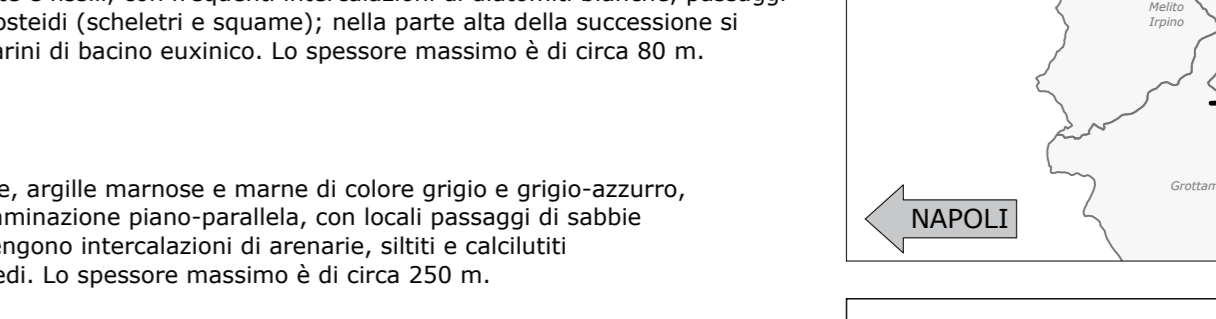 osteidi (scheletri e squame); nella parte alta della successione si
arini di bacino euxinico. Lo spessore massimo è di circa 80 m.
e, argille marnose e marne di colore grigio e grigio-azzurro,
aminazione piano-parallela, con locali passaggi di sabbie
engono intercalazioni di arenarie, siltiti e calcilutiti
edi. Lo spessore massimo è di circa 250 m.
Melito
Irpino
Grottam
NAPOLI